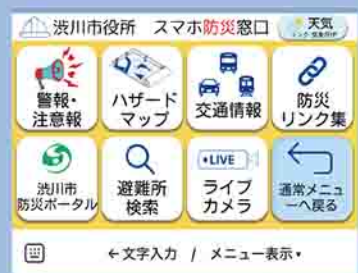 渋川市役所 スマホ防災窓口
天気
警報・
注意報
ハザード
マップ
交通情報
防災
リンク集
渋川市
防災ポータル
避難所
検索
•LIVE
ライブ
カメラ
通常メニュ
ーへ戻る
←文字入力 / メニュー表示▾